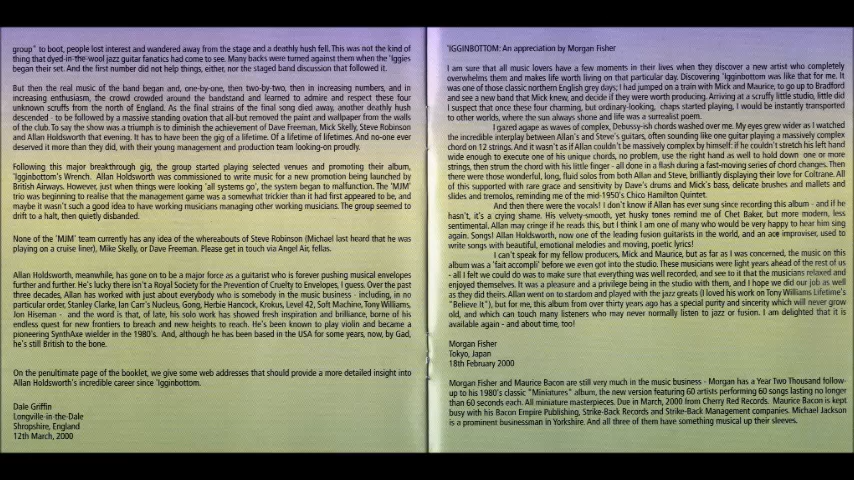 group" to boot, people lost interest and wandered away from the stage and a deathly hush fell. This was not the kind of
thing that dyed-in-the-wool jazz guitar fanatics had come to see. Many backs were turned against them when the 'Iggies
began their set. And the first number did not help things, either, nor the staged band discussion that followed it.
But then the real music of the band began and, one-by-one, then two-by-two, then in increasing numbers, and in
increasing enthusiasm, the crowd crowded around the bandstand and learned to admire and respect these four
unknown scruffs from the north of England. As the final strains of the final song died away, another deathly hush
descended - to be followed by a massive standing ovation that all-but removed the paint and wallpaper from the walls
of the club. To say the show was a triumph is to diminish the achievement of Dave Freeman, Mick Skelly, Steve Robinson
and Allan Holdsworth that evening. It has to have been the gig of a lifetime. Of a lifetime of lifetimes. And no-one ever
deserved it more than they did, with their young management and production team looking-on proudly.
Following this major breakthrough gig, the group started playing selected venues and promoting their album,
'Igginbottom's Wrench. Allan Holdsworth was commissioned to write music for a new promotion being launched by
British Airways. However, just when things were looking 'all systems go', the system began to malfunction. The 'MJM'
trio was beginning to realise that the management game was a somewhat trickier than it had first appeared to be, and
maybe it wasn't such a good idea to have working musicians managing other working musicians. The group seemed to
drift to a halt, then quietly disbanded.
None of the 'MJM' team currently has any idea of the whereabouts of Steve Robinson (Michael last heard that he was
playing on a cruise liner), Mike Skelly, or Dave Freeman. Please get in touch via Angel Air, fellas.
Allan Holdsworth, meanwhile, has gone on to be a major force as a guitarist who is forever pushing musical envelopes
further and further. He's lucky there isn't a Royal Society for the Prevention of Cruelty to Envelopes, I guess. Over the past
three decades, Allan has worked with just about everybody who is somebody in the music business - including, in no
particular order, Stanley Clarke, Ian Carr's Nucleus, Gong, Herbie Hancock, Krokus, Level 42, Soft Machine, Tony Williams,
Jon Hiseman - and the word is that, of late, his solo work has showed fresh inspiration and brilliance, borne of his
endless quest for new frontiers to breach and new heights to reach. He's been known to play violin and became a
pioneering SynthAxe wielder in the 1980's. And, although he has been based in the USA for some years, now, by Gad,
he's still British to the bone.
On the penultimate page of the booklet, we give some web addresses that should provide a more detailed insight into
Allan Holdsworth's incredible career since 'Igginbottom.
Dale Griffin
Longville-in-the-Dale
Shropshire, England
12th March, 2000
'IGGINBOTTOM: An appreciation by Morgan Fisher
I am sure that all music lovers have a few moments in their lives when they discover a new artist who completely
overwhelms them and makes life worth living on that particular day. Discovering 'Igginbottom was like that for me. It
was one of those classic northern English grey days; I had jumped on a train with Mick and Maurice, to go up to Bradford
and see a new band that Mick knew, and decide if they were worth producing. Arriving at a scruffy little studio, little did
I suspect that once these four charming, but ordinary-looking, chaps started playing, I would be instantly transported
to other worlds, where the sun always shone and life was a surrealist poem.
I gazed agape as waves of complex, Debussy-ish chords washed over me. My eyes grew wider as I watched
the incredible interplay between Allan's and Steve's guitars, often sounding like one guitar playing a massively complex
chord on 12 strings. And it wasn't as if Allan couldn't be massively complex by himself: if he couldn't stretch his left hand
wide enough to execute one of his unique chords, no problem, use the right hand as well to hold down one or more
strings, then strum the chord with his little finger - all done in a flash during a fast-moving series of chord changes. Then
there were those wonderful, long, fluid solos from both Allan and Steve, brilliantly displaying their love for Coltrane. All
of this supported with rare grace and sensitivity by Dave's drums and Mick's bass, delicate brushes and mallets and
slides and tremolos, reminding me of the mid-1950's Chico Hamilton Quintet.
And then there were the vocals! I don't know if Allan has ever sung since recording this album - and if he
hasn't, it's a crying shame. His velvety-smooth, yet husky tones remind me of Chet Baker, but more modern, less
sentimental. Allan may cringe if he reads this, but I think I am one of many who would be very happy to hear him sing
again. Songs! Allan Holdsworth, now one of the leading fusion guitarists in the world, and an ace improviser, used to
write songs with beautiful, emotional melodies and moving, poetic lyrics!
I can't speak for my fellow producers, Mick and Maurice, but as far as I was concerned, the music on this
album was a 'fait accompli' before we even got into the studio. These musicians were light years ahead of the rest of us
- all I felt we could do was to make sure that everything was well recorded, and see to it that the musicians relaxed and
enjoyed themselves. It was a pleasure and a privilege being in the studio with them, and I hope we did our job as well
as they did theirs. Allan went on to stardom and played with the jazz greats (I loved his work on Tony Williams Lifetime's
"Believe It"), but for me, this album from over thirty years ago has a special purity and sincerity which will never grow
old, and which can touch many listeners who may never normally listen to jazz or fusion. I am delighted that it is
available again - and about time, too!
Morgan Fisher
Tokyo, Japan
18th February 2000
Morgan Fisher and Maurice Bacon are still very much in the music business - Morgan has a Year Two Thousand follow-
up to his 1980's classic "Miniatures" album, the new version featuring 60 artists performing 60 songs lasting no longer
than 60 seconds each. All miniature masterpieces. Due in March, 2000 from Cherry Red Records. Maurice Bacon is kept
busy with his Bacon Empire Publishing, Strike-Back Records and Strike-Back Management companies. Michael Jackson
is a prominent businessman in Yorkshire. And all three of them have something musical up their sleeves.